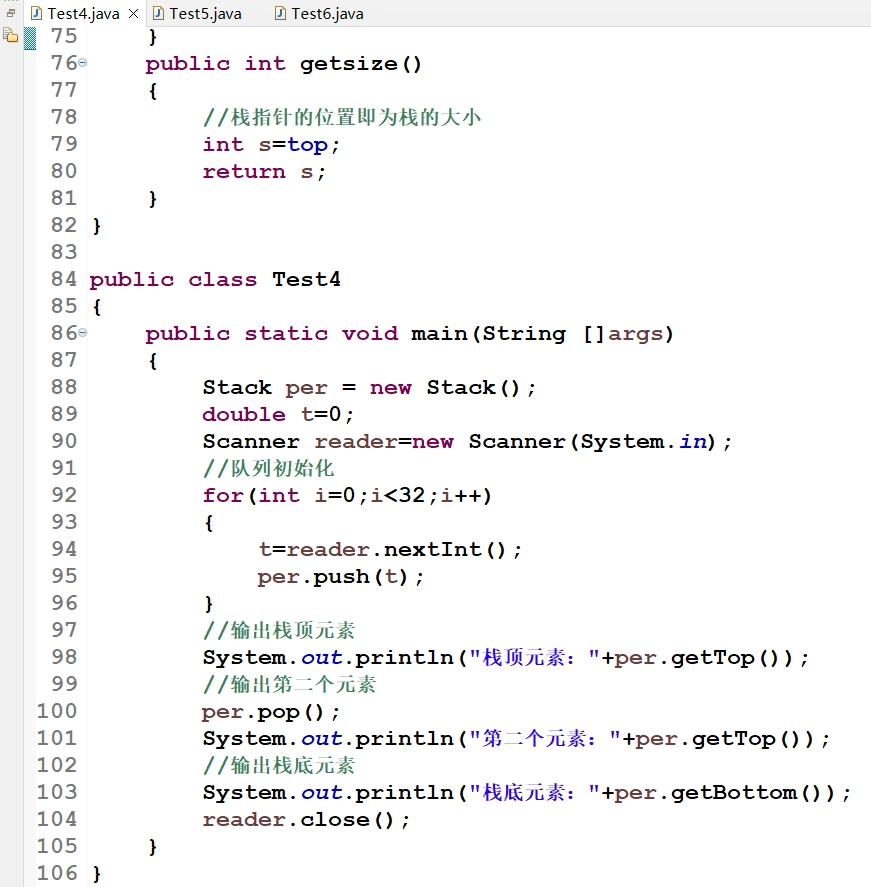 Test4.java Test5.java Test6.java
75 }
76 public int getsize()
77 {
78 //栈指针的位置即为栈的大小
79 int s=top;
80 return s;
81 }
82 }
83
84 public class Test4
85 {
86 public static void main(String []args)
87 {
88 Stack per = new Stack();
89 double t=0;
90 Scanner reader=new Scanner(System.in);
91 //队列初始化
92 for(int i=0;i<32;i++)
93 {
94 t=reader.nextInt();
95 per.push(t);
96 }
97 //输出栈顶元素
98 System.out.println("栈顶元素："+per.getTop());
99 //输出第二个元素
100 per.pop();
101 System.out.println("第二个元素："+per.getTop());
102 //输出栈底元素
103 System.out.println("栈底元素："+per.getBottom());
104 reader.close();
105 }
106 }